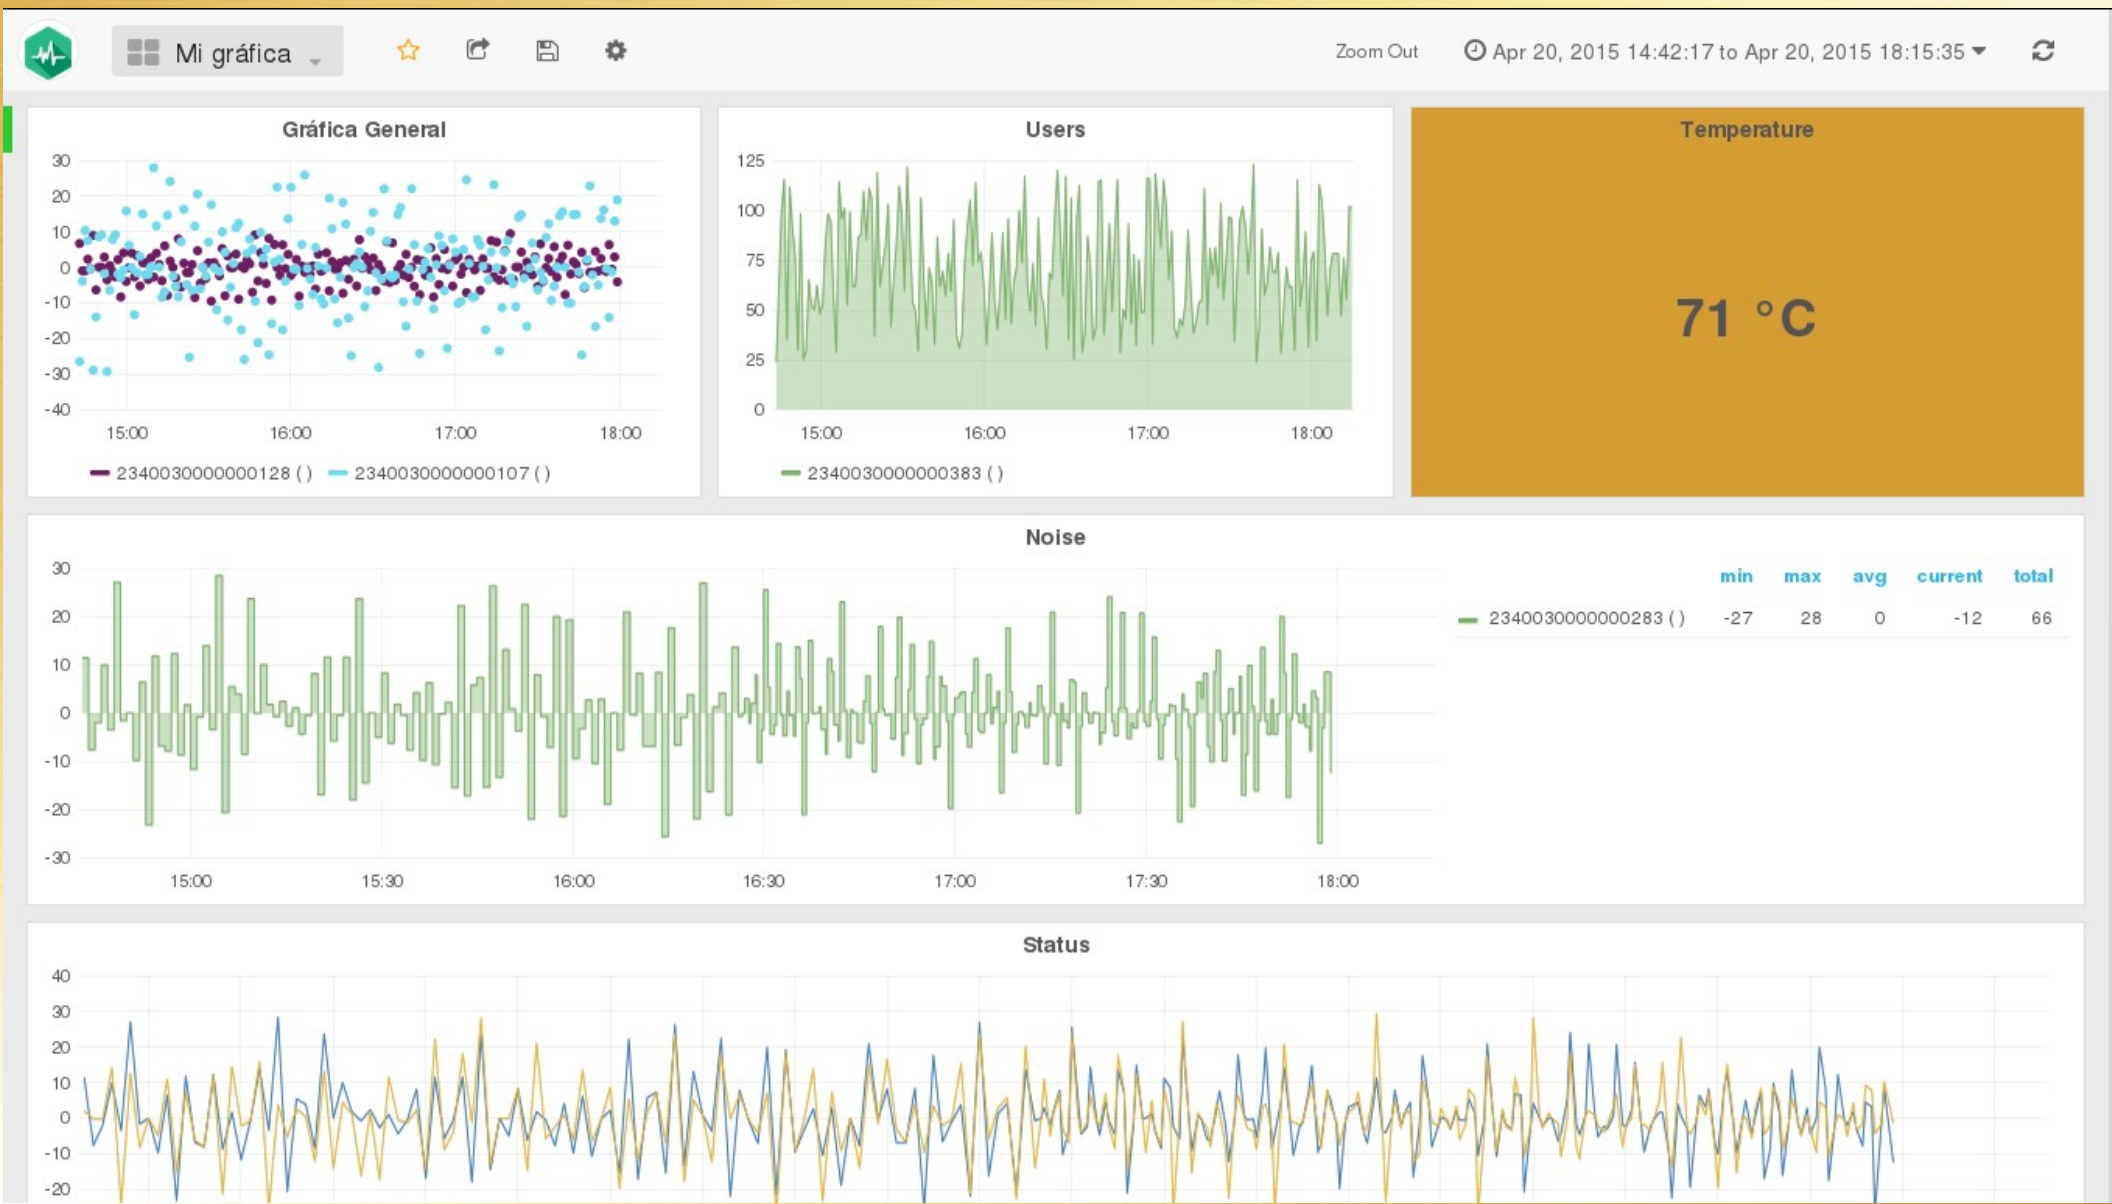 Mi gráfica
Zoom Out
Apr 20, 2015 14:42:17 to Apr 20, 2015 18:15:35
Gráfica General
30
20
10
0
-10
-20
-30
-40
15:00 16:00 17:00 18:00
2340030000000128 ( ) 2340030000000107 ( )
Users
125
100
75
50
25
0
15:00 16:00 17:00 18:00
2340030000000383 ( )
Temperature
71 °C
Noise
30
20
10
0
-10
-20
-30
15:00 15:30 16:00 16:30 17:00 17:30 18:00
min max avg current total
2340030000000283 ( ) -27 28 0 -12 66
Status
40
30
20
10
0
-10
-20